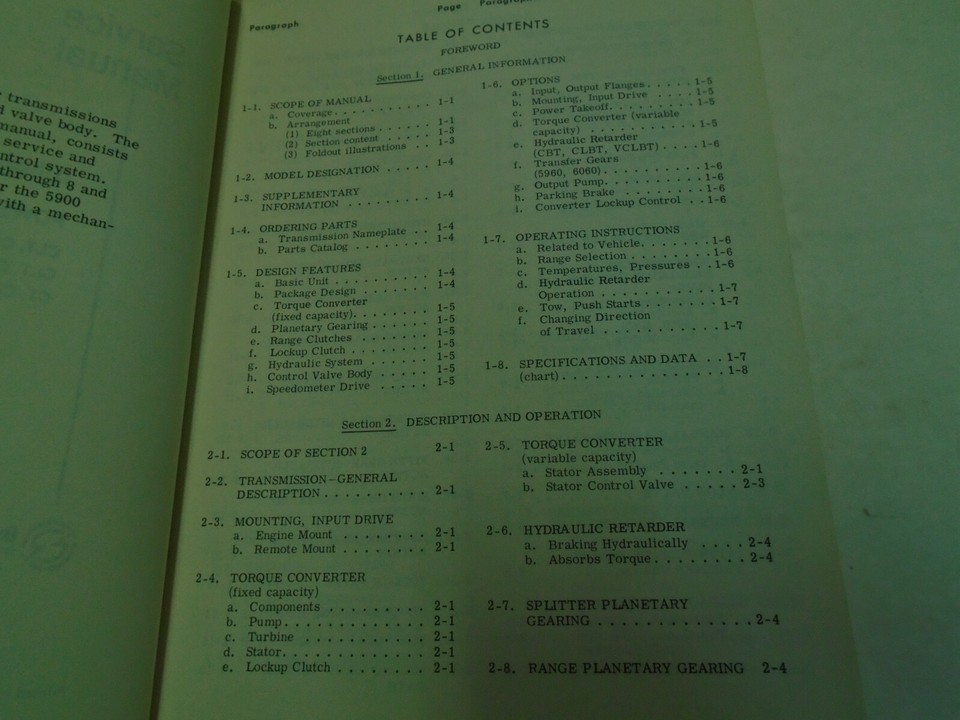 Service
Manual
transmissions
valve body. The
manual, consists
service and
control system.
through 8 and
the 5900
with a mechan-
Paragraph
Page Paragraph
TABLE OF CONTENTS
FOREWORD
Section 1. GENERAL INFORMATION
1-1. SCOPE OF MANUAL
a. Coverage. . . . . . . . . . . 1-1
b. Arrangement
(1) Eight sections . . . . . . 1-1
(2) Section content . . . . . 1-3
(3) Foldout illustrations . . 1-3
1-2. MODEL DESIGNATION . . . . . 1-4
1-3. SUPPLEMENTARY
INFORMATION . . . . . . . . . 1-4
1-4. ORDERING PARTS
a. Transmission Nameplate . . 1-4
b. Parts Catalog . . . . . . . . 1-4
1-5. DESIGN FEATURES
a. Basic Unit . . . . . . . . . 1-4
b. Package Design . . . . . . . 1-4
c. Torque Converter
(fixed capacity). . . . . . . . 1-5
d. Planetary Gearing . . . . . . 1-5
e. Range Clutches . . . . . . . 1-5
f. Lockup Clutch . . . . . . . . 1-5
g. Hydraulic System . . . . . . 1-5
h. Control Valve Body . . . . . 1-5
i. Speedometer Drive . . . . . 1-5
1-6. OPTIONS
a. Input, Output Flanges. . . . . 1-5
b. Mounting, Input Drive . . . . 1-5
c. Power Takeoff. . . . . . . . . 1-5
d. Torque Converter (variable
capacity) . . . . . . . . . . . 1-5
e. Hydraulic Retarder
(CBT, CLBT, VCLBT). . . . 1-6
f. Transfer Gears
(5960, 6060). . . . . . . . . . 1-6
g. Output Pump. . . . . . . . . . 1-6
h. Parking Brake . . . . . . . . 1-6
i. Converter Lockup Control . . 1-6
1-7. OPERATING INSTRUCTIONS
a. Related to Vehicle. . . . . . . 1-6
b. Range Selection . . . . . . . . 1-6
c. Temperatures, Pressures . . 1-6
d. Hydraulic Retarder
Operation . . . . . . . . . . . 1-7
e. Tow, Push Starts . . . . . . . 1-7
f. Changing Direction
of Travel . . . . . . . . . . . 1-7
1-8. SPECIFICATIONS AND DATA . . 1-7
(chart). . . . . . . . . . . . . . 1-8
Section 2. DESCRIPTION AND OPERATION
2-1. SCOPE OF SECTION 2 2-1
2-2. TRANSMISSION—GENERAL
DESCRIPTION. . . . . . . . . . 2-1
2-3. MOUNTING, INPUT DRIVE
a. Engine Mount . . . . . . . . 2-1
b. Remote Mount . . . . . . . . 2-1
2-4. TORQUE CONVERTER
(fixed capacity)
a. Components . . . . . . . . . 2-1
b. Pump. . . . . . . . . . . . . 2-1
c. Turbine . . . . . . . . . . . 2-1
d. Stator. . . . . . . . . . . . . 2-1
e. Lockup Clutch . . . . . . . . 2-1
2-5. TORQUE CONVERTER
(variable capacity)
a. Stator Assembly . . . . . . . 2-1
b. Stator Control Valve . . . . . 2-3
2-6. HYDRAULIC RETARDER
a. Braking Hydraulically . . . . 2-4
b. Absorbs Torque. . . . . . . . 2-4
2-7. SPLITTER PLANETARY
GEARING . . . . . . . . . . . . . 2-4
2-8. RANGE PLANETARY GEARING 2-4